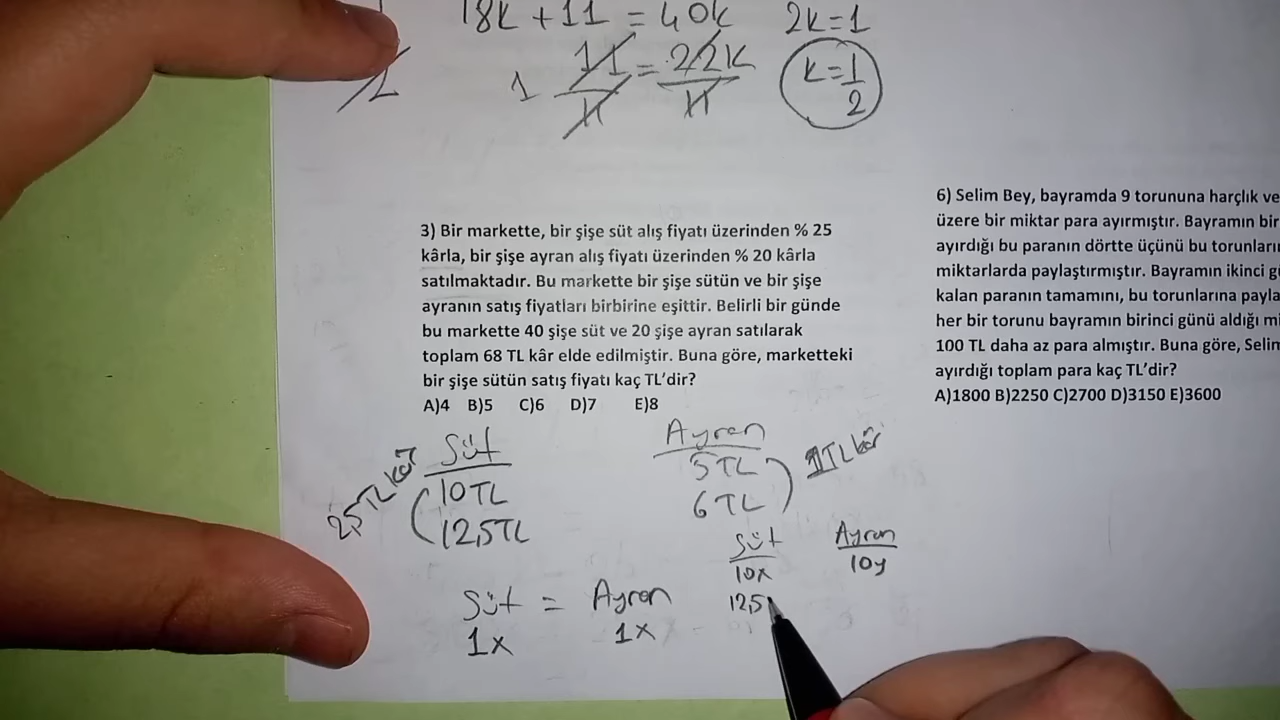 18k + 11 = 40k
2k = 1
11 = 22k
1
11
11
k = 1
2
3) Bir markette, bir şişe süt alış fiyatı üzerinden % 25
kârla, bir şişe ayran alış fiyatı üzerinden % 20 kârla
satılmaktadır. Bu markette bir şişe sütün ve bir şişe
ayranın satış fiyatları birbirine eşittir. Belirli bir günde
bu markette 40 şişe süt ve 20 şişe ayran satılarak
toplam 68 TL kâr elde edilmiştir. Buna göre, marketteki
bir şişe sütün satış fiyatı kaç TL'dir?
A)4 B)5 C)6 D)7 E)8
Süt
10TL
12,5TL
2,5TL kâr
Ayran
5TL
6TL
1TL kâr
Süt = Ayran
1x 1x
Süt Ayran
10x 10y
12,5
6) Selim Bey, bayramda 9 torununa harçlık ve
üzere bir miktar para ayırmıştır. Bayramın bir
ayırdığı bu paranın dörtte üçünü bu torunları
miktarlarda paylaştırmıştır. Bayramın ikinci g
kalan paranın tamamını, bu torunlarına payla
her bir torunu bayramın birinci günü aldığı mi
100 TL daha az para almıştır. Buna göre, Selim
ayırdığı toplam para kaç TL'dir?
A)1800 B)2250 C)2700 D)3150 E)3600